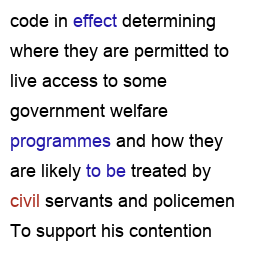 code in effect determining
where they are permitted to
live access to some
government welfare
programmes and how they
are likely to be treated by
civil servants and policemen
To support his contention